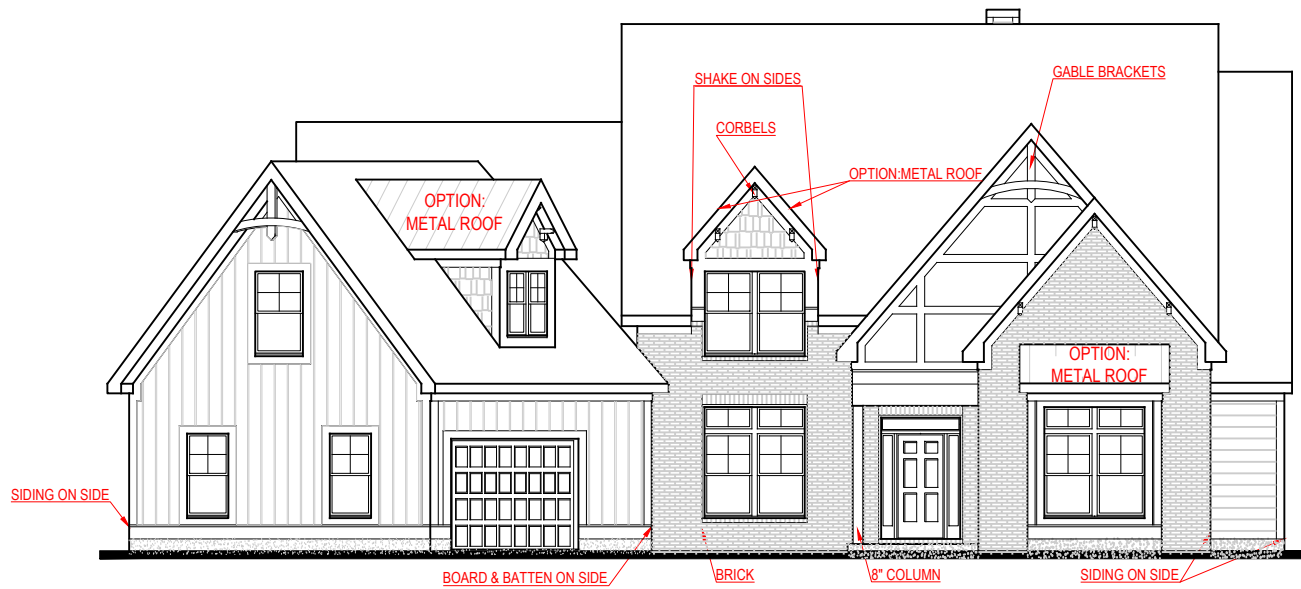 GABLE BRACKETS
SHAKE ON SIDES
CORBELS
OPTION:METAL ROOF
OPTION:
METAL ROOF
OPTION:
METAL ROOF
SIDING ON SIDE
BOARD & BATTEN ON SIDE
BRICK
8" COLUMN
SIDING ON SIDE